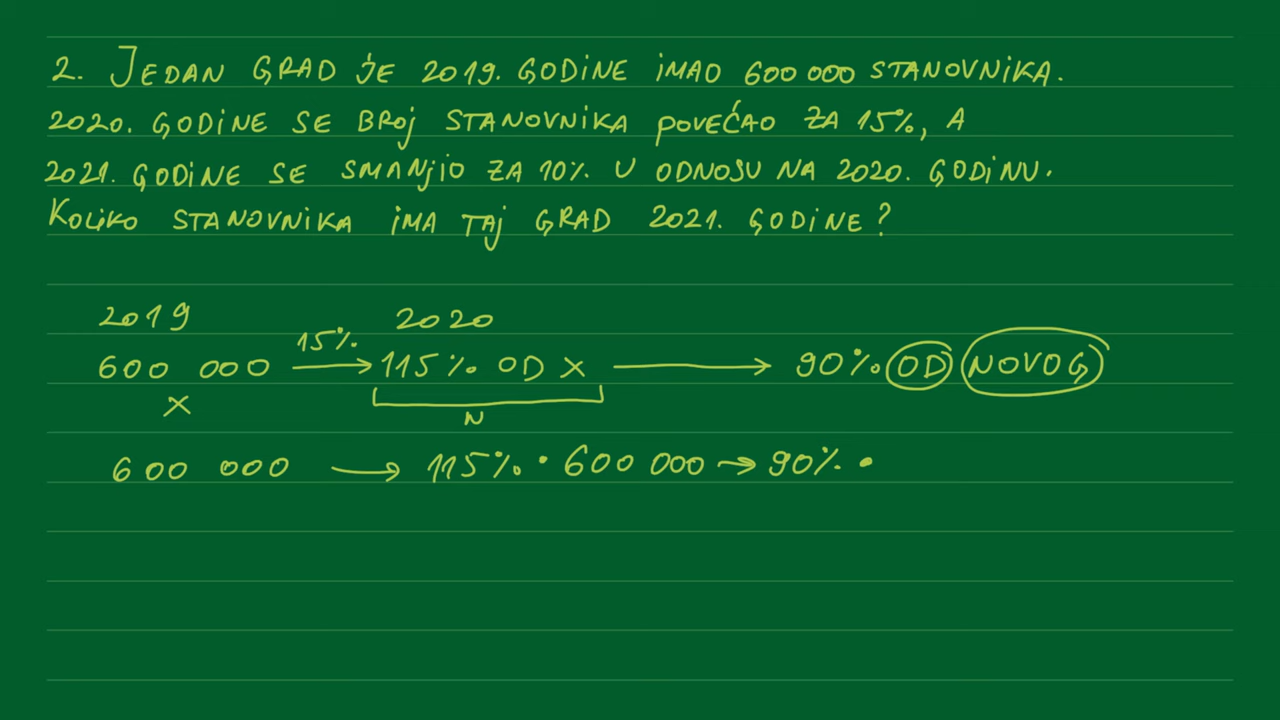 2. JEDAN GRAD JE 2019. GODINE IMAO 600 000 STANOVNIKA.
2020. GODINE SE BROJ STANOVNIKA POVEĆAO ZA 15%, A
2021. GODINE SE SMANJIO ZA 10% U ODNOSU NA 2020. GODINU.
KOLIKO STANOVNIKA IMA TAJ GRAD 2021. GODINE?
2019 2020
600 000 15% → 115% OD X → 90% OD NOVOG
X N
600 000 → 115% · 600 000 → 90% ·